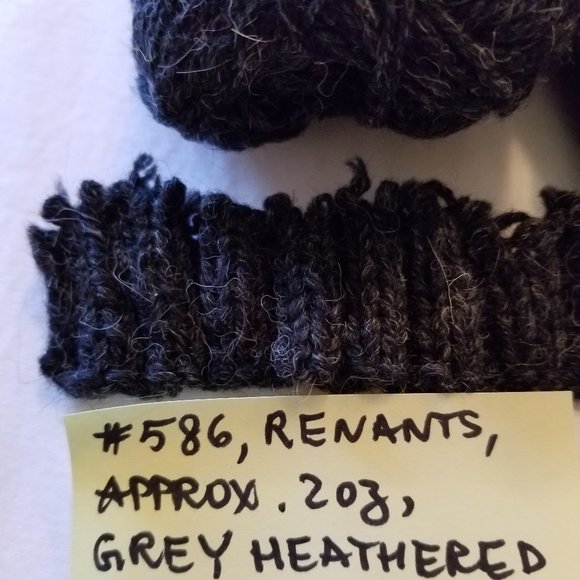 #586, RENANTS,
APPROX. 2oz,
GREY HEATHERED